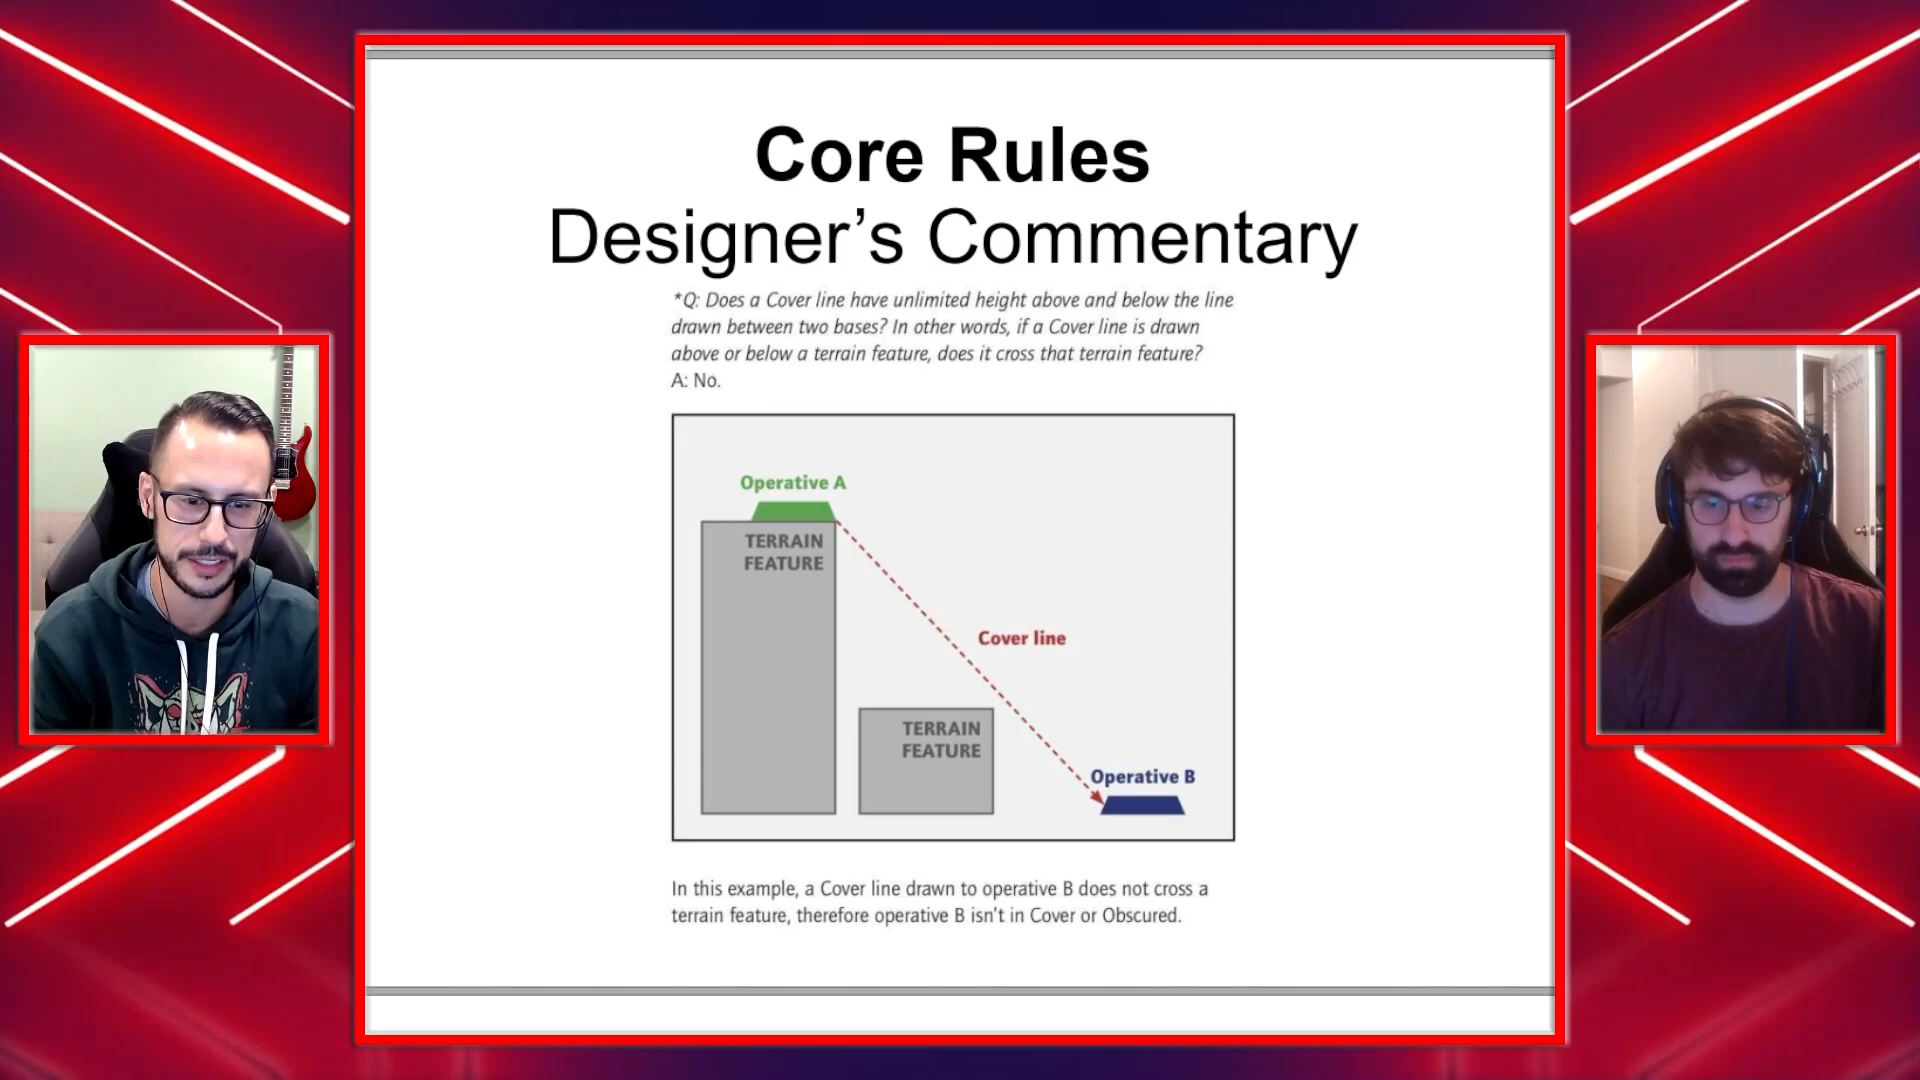 Core Rules
Designer’s Commentary
*Q: Does a Cover line have unlimited height above and below the line
drawn between two bases? In other words, if a Cover line is drawn
above or below a terrain feature, does it cross that terrain feature?
A: No.
Operative A
TERRAIN
FEATURE
Cover line
TERRAIN
FEATURE
Operative B
In this example, a Cover line drawn to operative B does not cross a
terrain feature, therefore operative B isn't in Cover or Obscured.